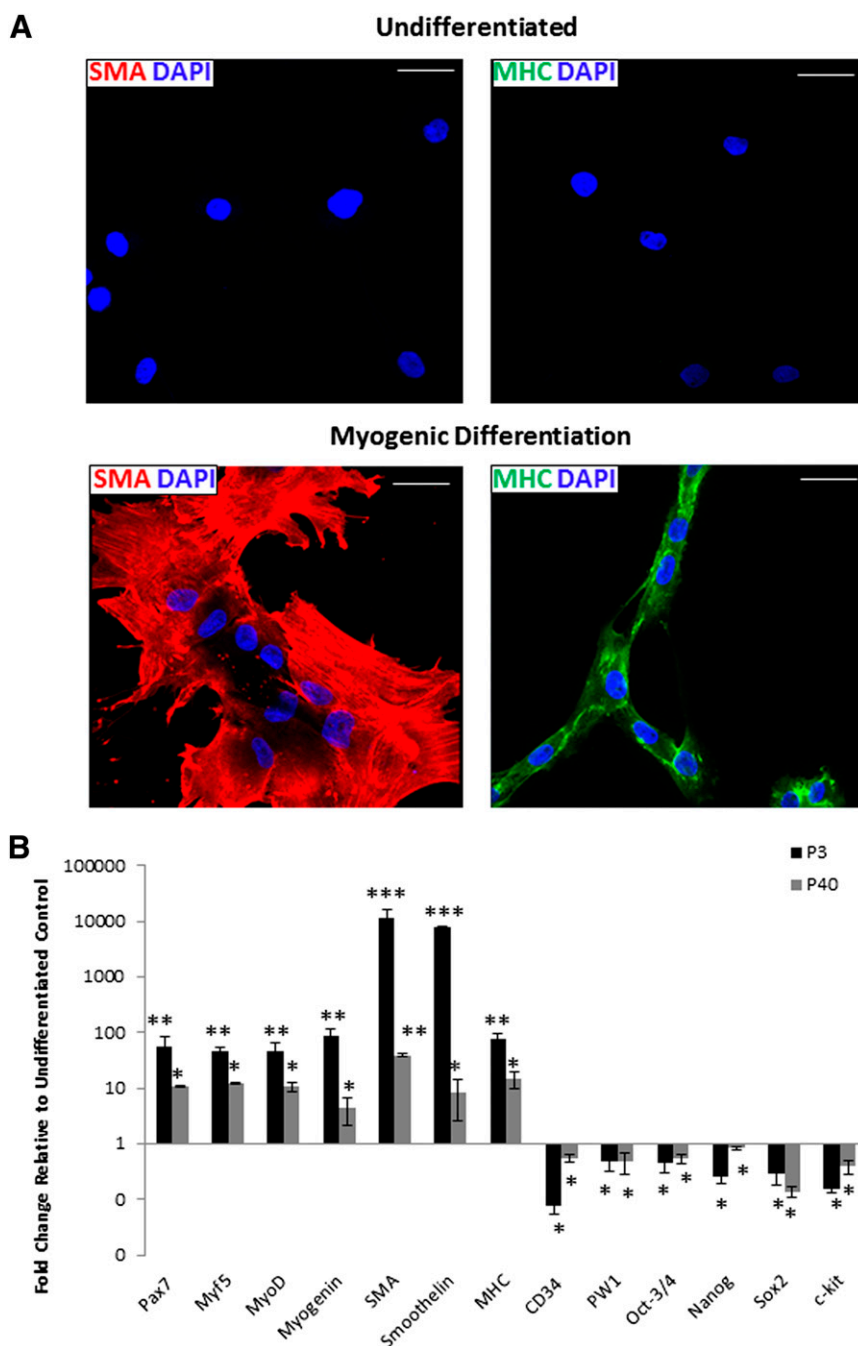 A
Undifferentiated
SMA DAPI
MHC DAPI
Myogenic Differentiation
SMA DAPI
MHC DAPI
B
Fold Change Relative to Undifferentiated Control
100000
10000
1000
100
10
1
0
0
P3
P40
** * ** * ** * ** * *** ** *** * ** *
* * * * * * * * * * * *
Pax7
Myf5
MyoD
Myogenin
SMA
Smoothelin
MHC
CD34
PW1
Oct-3/4
Nanog
Sox2
c-kit